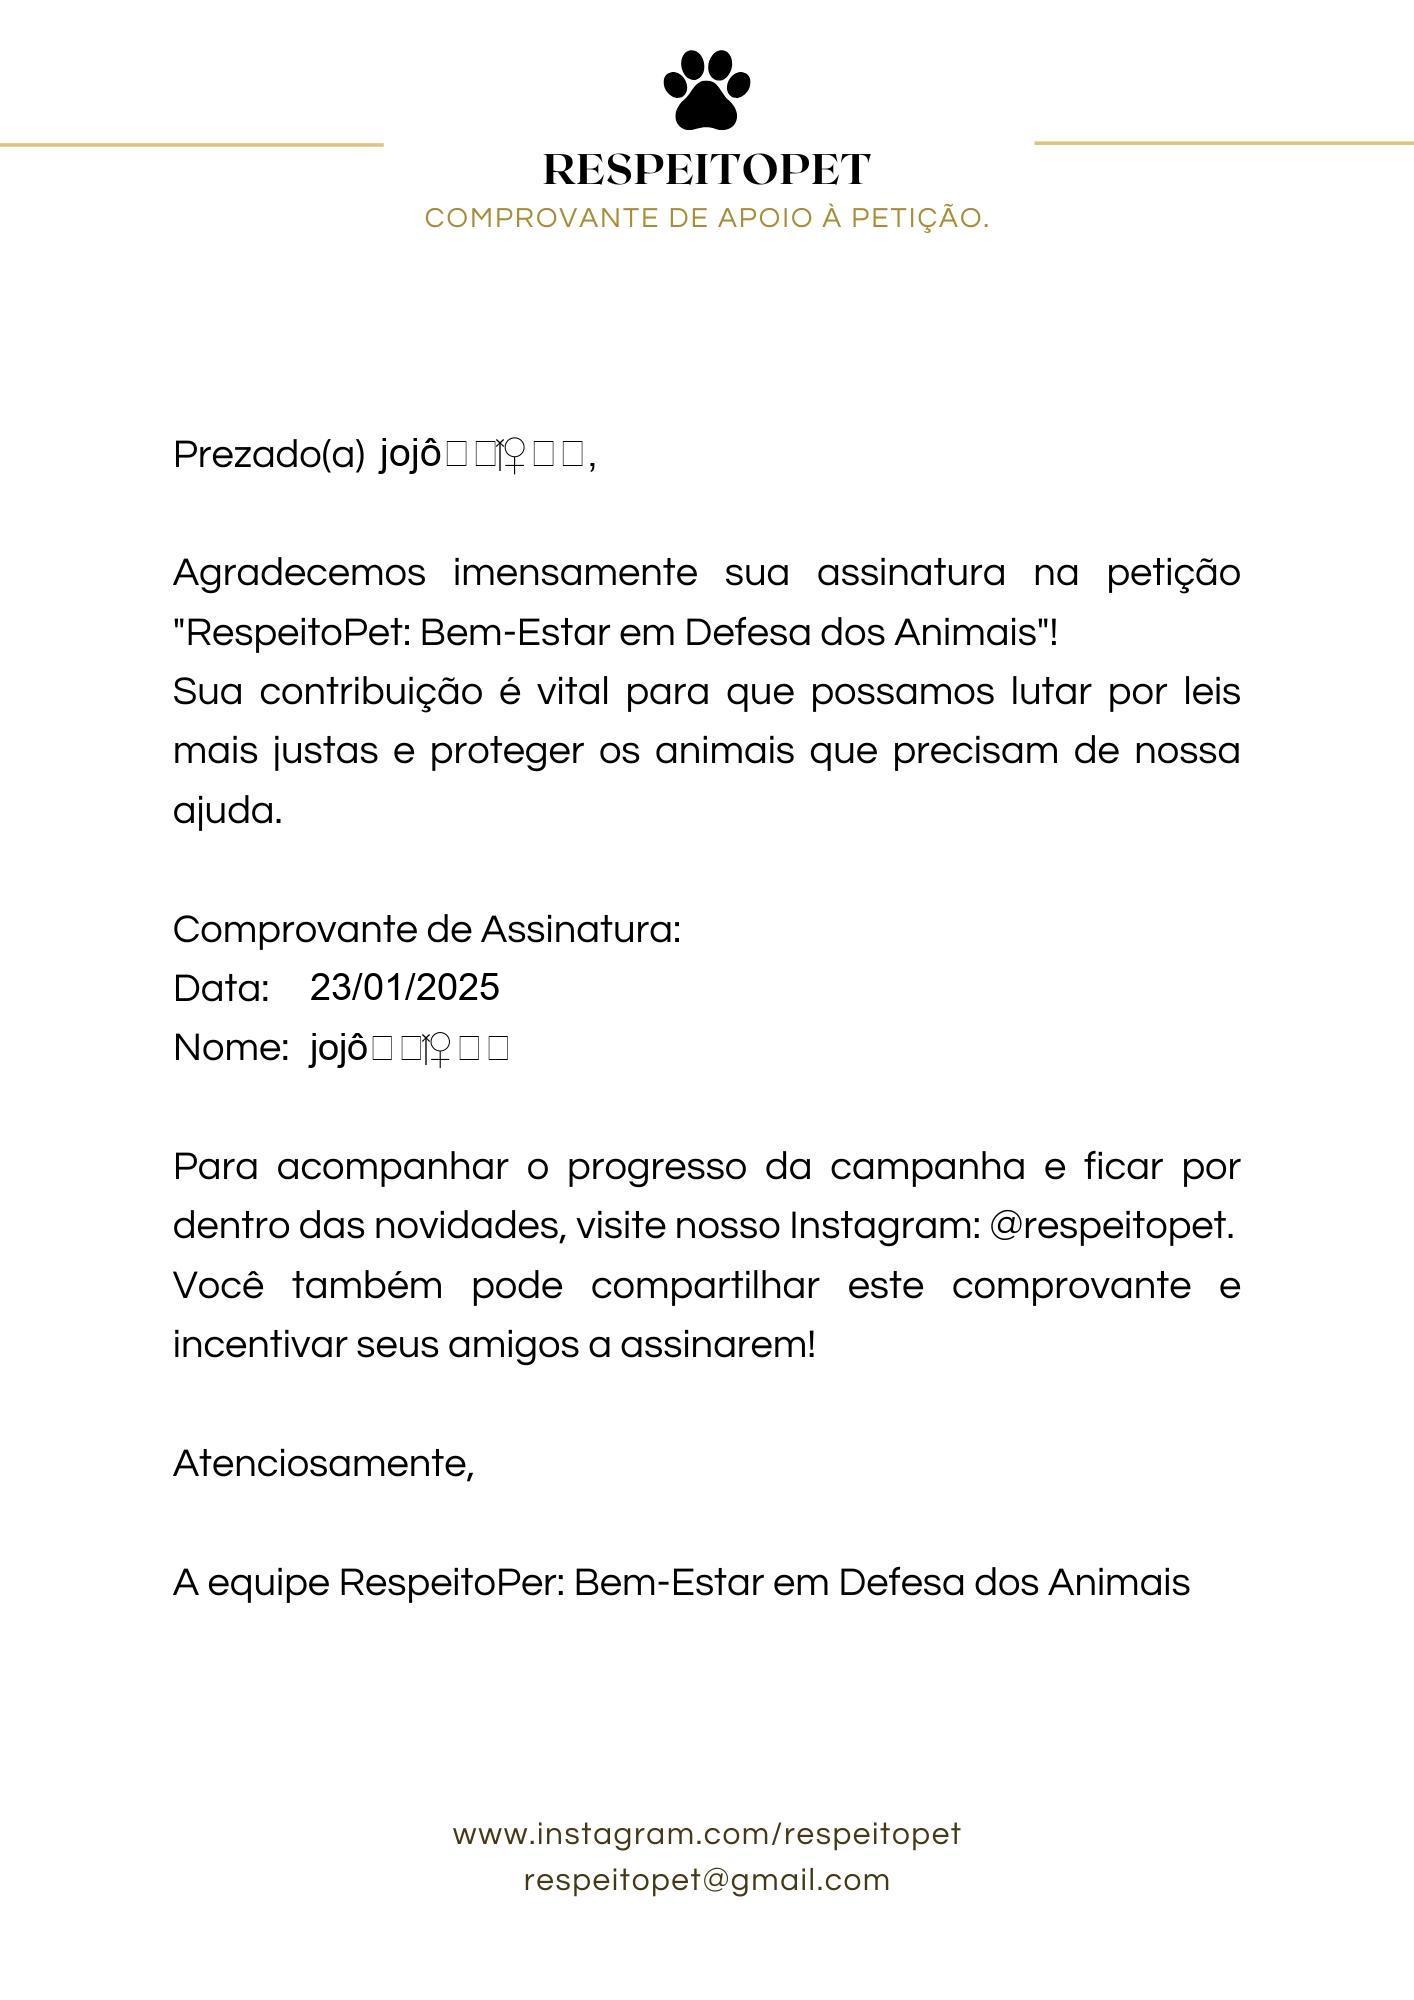 RESPEITOPET
COMPROVANTE DE APOIO À PETIÇÃO.
Prezado(a) jojô□□♀□□,
Agradecemos imensamente sua assinatura na petição
"RespeitoPet: Bem-Estar em Defesa dos Animais"!
Sua contribuição é vital para que possamos lutar por leis
mais justas e proteger os animais que precisam de nossa
ajuda.
Comprovante de Assinatura:
Data: 23/01/2025
Nome: jojô□□♀□□
Para acompanhar o progresso da campanha e ficar por
dentro das novidades, visite nosso Instagram: @respeitopet.
Você também pode compartilhar este comprovante e
incentivar seus amigos a assinarem!
Atenciosamente,
A equipe RespeitoPer: Bem-Estar em Defesa dos Animais
www.instagram.com/respeitopet
respeitopet@gmail.com